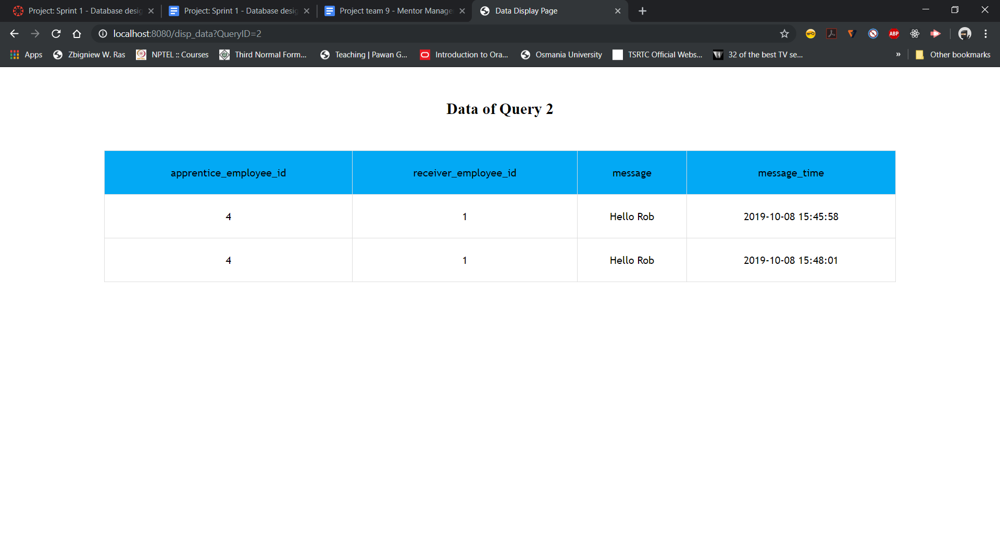 Project: Sprint 1 - Database desig
Project: Sprint 1 - Database desig
Project team 9 - Mentor Manage
Data Display Page
localhost:8080/disp_data?QueryID=2
ABP
Apps
Zbigniew W. Ras
NPTEL :: Courses
Third Normal Form...
Teaching | Pawan G...
Introduction to Ora...
Osmania University
TSRTC Official Webs...
32 of the best TV se...
»
Other bookmarks
Data of Query 2
apprentice_employee_id receiver_employee_id message message_time
4 1 Hello Rob 2019-10-08 15:45:58
4 1 Hello Rob 2019-10-08 15:48:01